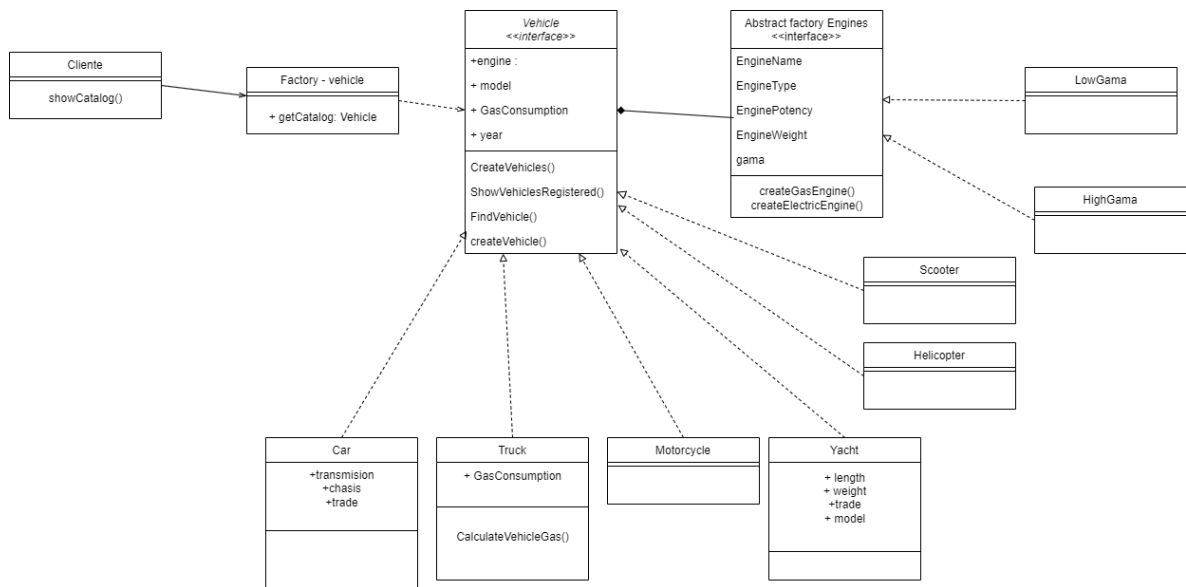 Cliente
showCatalog()
Factory - vehicle
+ getCatalog: Vehicle
Vehicle
<<interface>>
+engine :
+ model
+ GasConsumption
+ year
CreateVehicles()
ShowVehiclesRegistered()
FindVehicle()
createVehicle()
Abstract factory Engines
<<interface>>
EngineName
EngineType
EnginePotency
EngineWeight
gama
createGasEngine()
createElectricEngine()
LowGama
HighGama
Scooter
Helicopter
Car
+transmision
+chasis
+trade
Truck
+ GasConsumption
CalculateVehicleGas()
Motorcycle
Yacht
+ length
+ weight
+trade
+ model